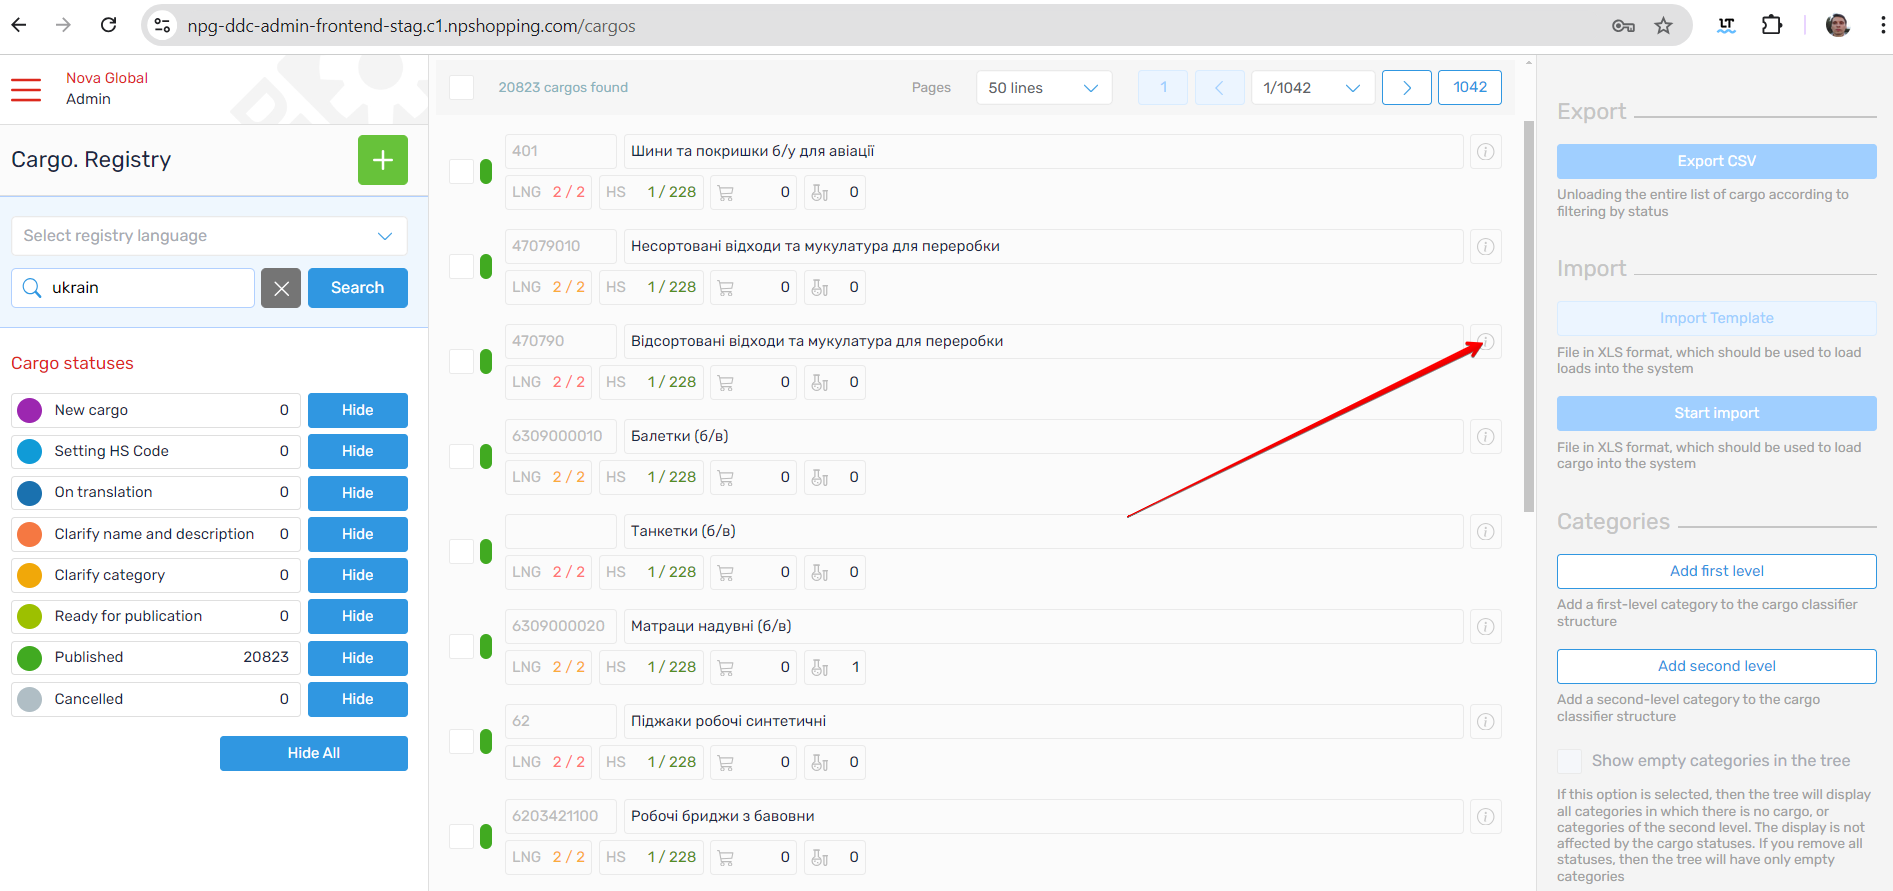 npg-ddc-admin-frontend-stag.c1.npshopping.com/cargos
LT
Nova Global
Admin
Cargo. Registry
Select registry language
ukrain
Search
Cargo statuses
New cargo 0 Hide
Setting HS Code 0 Hide
On translation 0 Hide
Clarify name and description 0 Hide
Clarify category 0 Hide
Ready for publication 0 Hide
Published 20823 Hide
Cancelled 0 Hide
Hide All
20823 cargos found Pages 50 lines 1 1/1042 1042
401 Шини та покришки б/у для авіації
LNG 2 / 2 HS 1 / 228 0 0
47079010 Несортовані відходи та мукулатура для переробки
LNG 2 / 2 HS 1 / 228 0 0
470790 Відсортовані відходи та мукулатура для переробки
LNG 2 / 2 HS 1 / 228 0 0
6309000010 Балетки (б/в)
LNG 2 / 2 HS 1 / 228 0 0
Танкетки (б/в)
LNG 2 / 2 HS 1 / 228 0 0
6309000020 Матраци надувні (б/в)
LNG 2 / 2 HS 1 / 228 0 1
62 Піджаки робочі синтетичні
LNG 2 / 2 HS 1 / 228 0 0
6203421100 Робочі бриджи з бавовни
LNG 2 / 2 HS 1 / 228 0 0
Export
Export CSV
Unloading the entire list of cargo according to
filtering by status
Import
Import Template
File in XLS format, which should be used to load
loads into the system
Start import
File in XLS format, which should be used to load
cargo into the system
Categories
Add first level
Add a first-level category to the cargo classifier
structure
Add second level
Add a second-level category to the cargo
classifier structure
Show empty categories in the tree
If this option is selected, then the tree will display
all categories in which there is no cargo, or
categories of the second level. The display is not
affected by the cargo statuses. If you remove all
statuses, then the tree will have only empty
categories